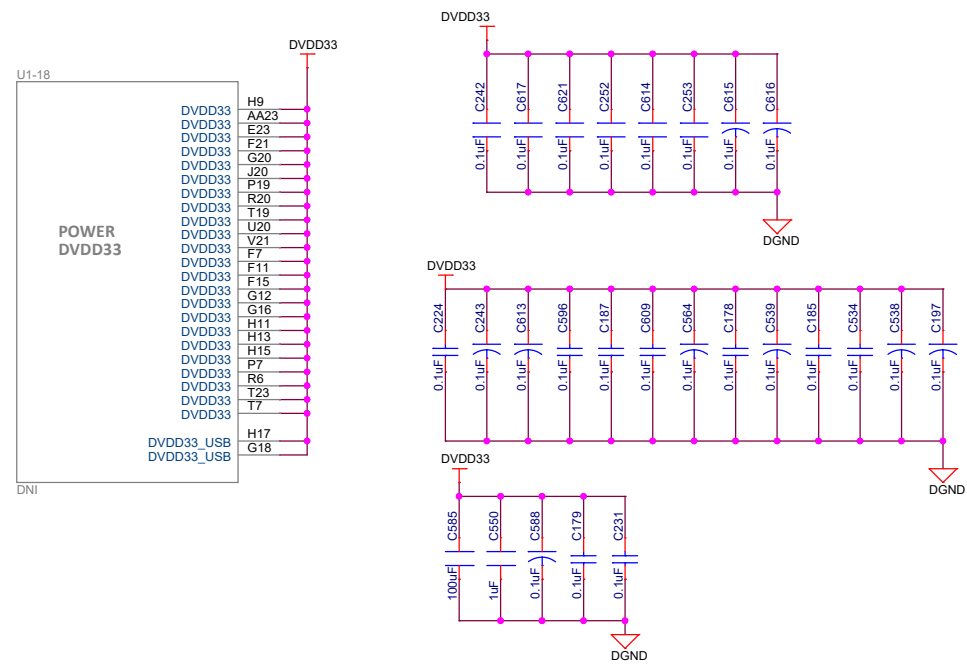 U1-18
DVDD33
POWER
DVDD33
DVDD33 H9
DVDD33 AA23
DVDD33 E23
DVDD33 F21
DVDD33 G20
DVDD33 J20
DVDD33 P19
DVDD33 R20
DVDD33 T19
DVDD33 U20
DVDD33 V21
DVDD33 F7
DVDD33 F11
DVDD33 F15
DVDD33 G12
DVDD33 G16
DVDD33 H11
DVDD33 H13
DVDD33 H15
DVDD33 P7
DVDD33 R6
DVDD33 T23
DVDD33 T7
DVDD33_USB H17
DVDD33_USB G18
DNI
DVDD33
C242 C617 C621 C252 C614 C253 C615 C616
0.1uF 0.1uF 0.1uF 0.1uF 0.1uF 0.1uF 0.1uF 0.1uF
DGND
DVDD33
C224 C243 C613 C596 C187 C609 C564 C178 C539 C185 C534 C538 C197
0.1uF 0.1uF 0.1uF 0.1uF 0.1uF 0.1uF 0.1uF 0.1uF 0.1uF 0.1uF 0.1uF 0.1uF 0.1uF
DGND
DVDD33
C585 C550 C588 C179 C231
100uF 1uF 0.1uF 0.1uF 0.1uF
DGND